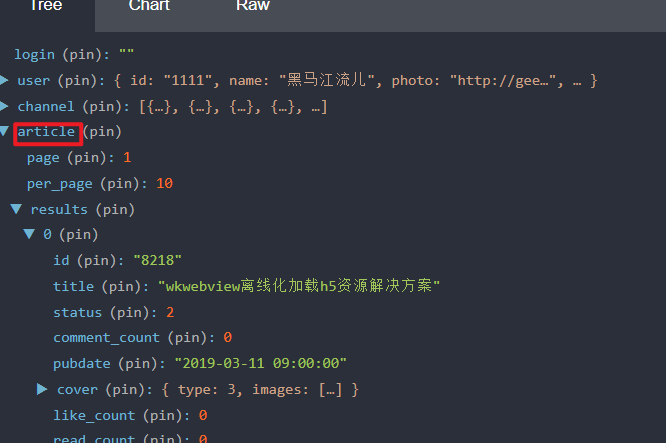 Tree Chart Raw
login (pin): ""
user (pin): { id: "1111", name: "黑马江流儿", photo: "http://gee…", … }
channel (pin): [{…}, {…}, {…}, {…}, …]
article (pin)
page (pin): 1
per_page (pin): 10
results (pin)
0 (pin)
id (pin): "8218"
title (pin): "wkwebview离线化加载h5资源解决方案"
status (pin): 2
comment_count (pin): 0
pubdate (pin): "2019-03-11 09:00:00"
cover (pin): { type: 3, images: […] }
like_count (pin): 0
read_count (pin): 0